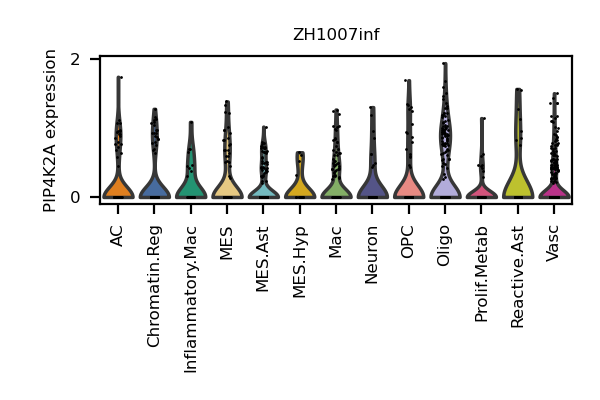 ZH1007inf
PIP4K2A expression
2
0
AC
Chromatin.Reg
Inflammatory.Mac
MES
MES.Ast
MES.Hyp
Mac
Neuron
OPC
Oligo
Prolif.Metab
Reactive.Ast
Vasc